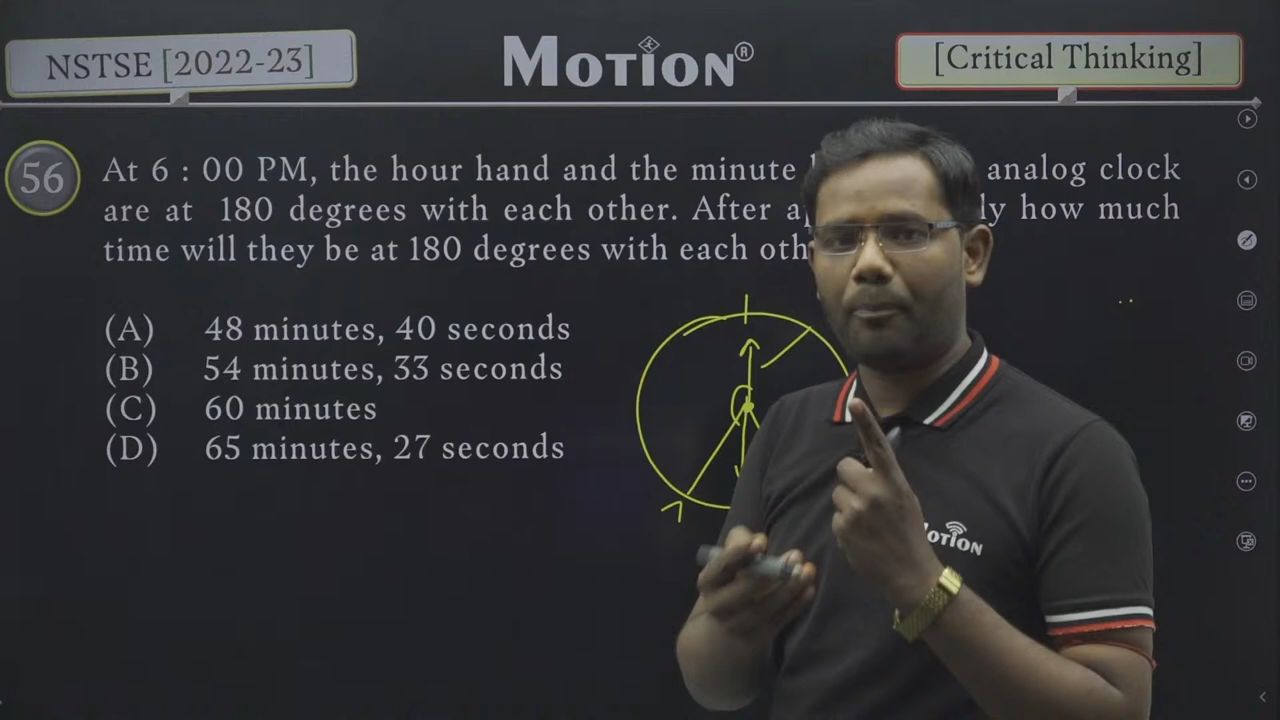 NSTSE [2022-23]
MOTION®
[Critical Thinking]
56
At 6 : 00 PM, the hour hand and the minute analog clock
are at 180 degrees with each other. After how much
time will they be at 180 degrees with each
(A) 48 minutes, 40 seconds
(B) 54 minutes, 33 seconds
(C) 60 minutes
(D) 65 minutes, 27 seconds
7
MOTION